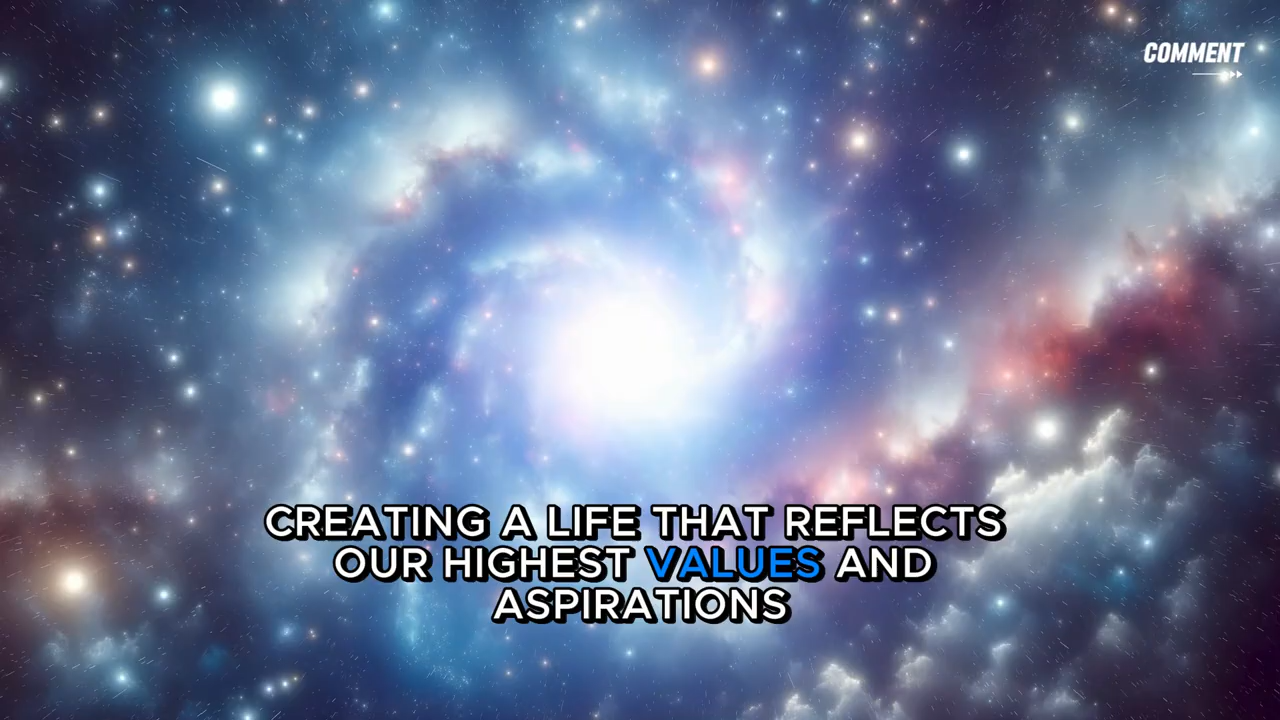 COMMENT
CREATING A LIFE THAT REFLECTS
OUR HIGHEST VALUES AND
ASPIRATIONS